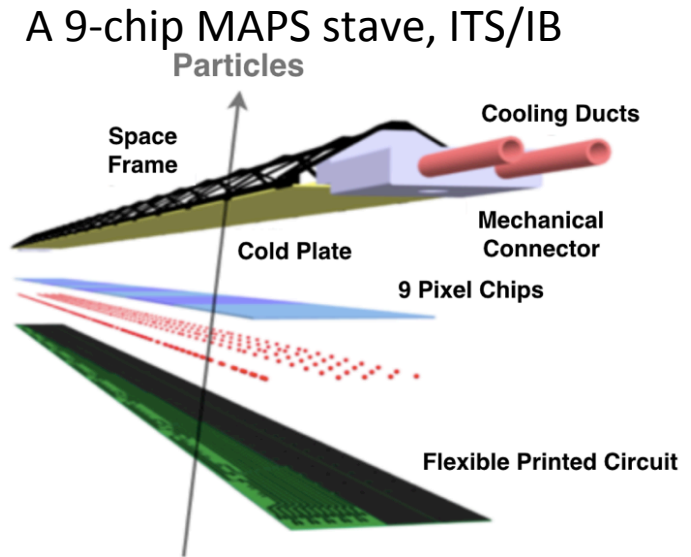 A 9-chip MAPS stave, ITS/IB
Particles
Cooling Ducts
Space
Frame
Mechanical
Connector
Cold Plate
9 Pixel Chips
Flexible Printed Circuit